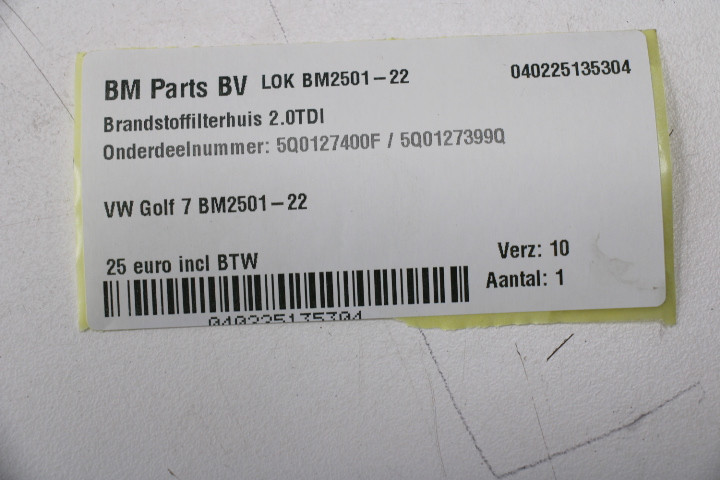 BM Parts BV LOK BM2501-22 040225135304
Brandstoffilterhuis 2.0TDI
Onderdeelnummer: 5Q0127400F / 5Q0127399Q
VW Golf 7 BM2501-22
25 euro incl BTW
Verz: 10
Aantal: 1
040225135304